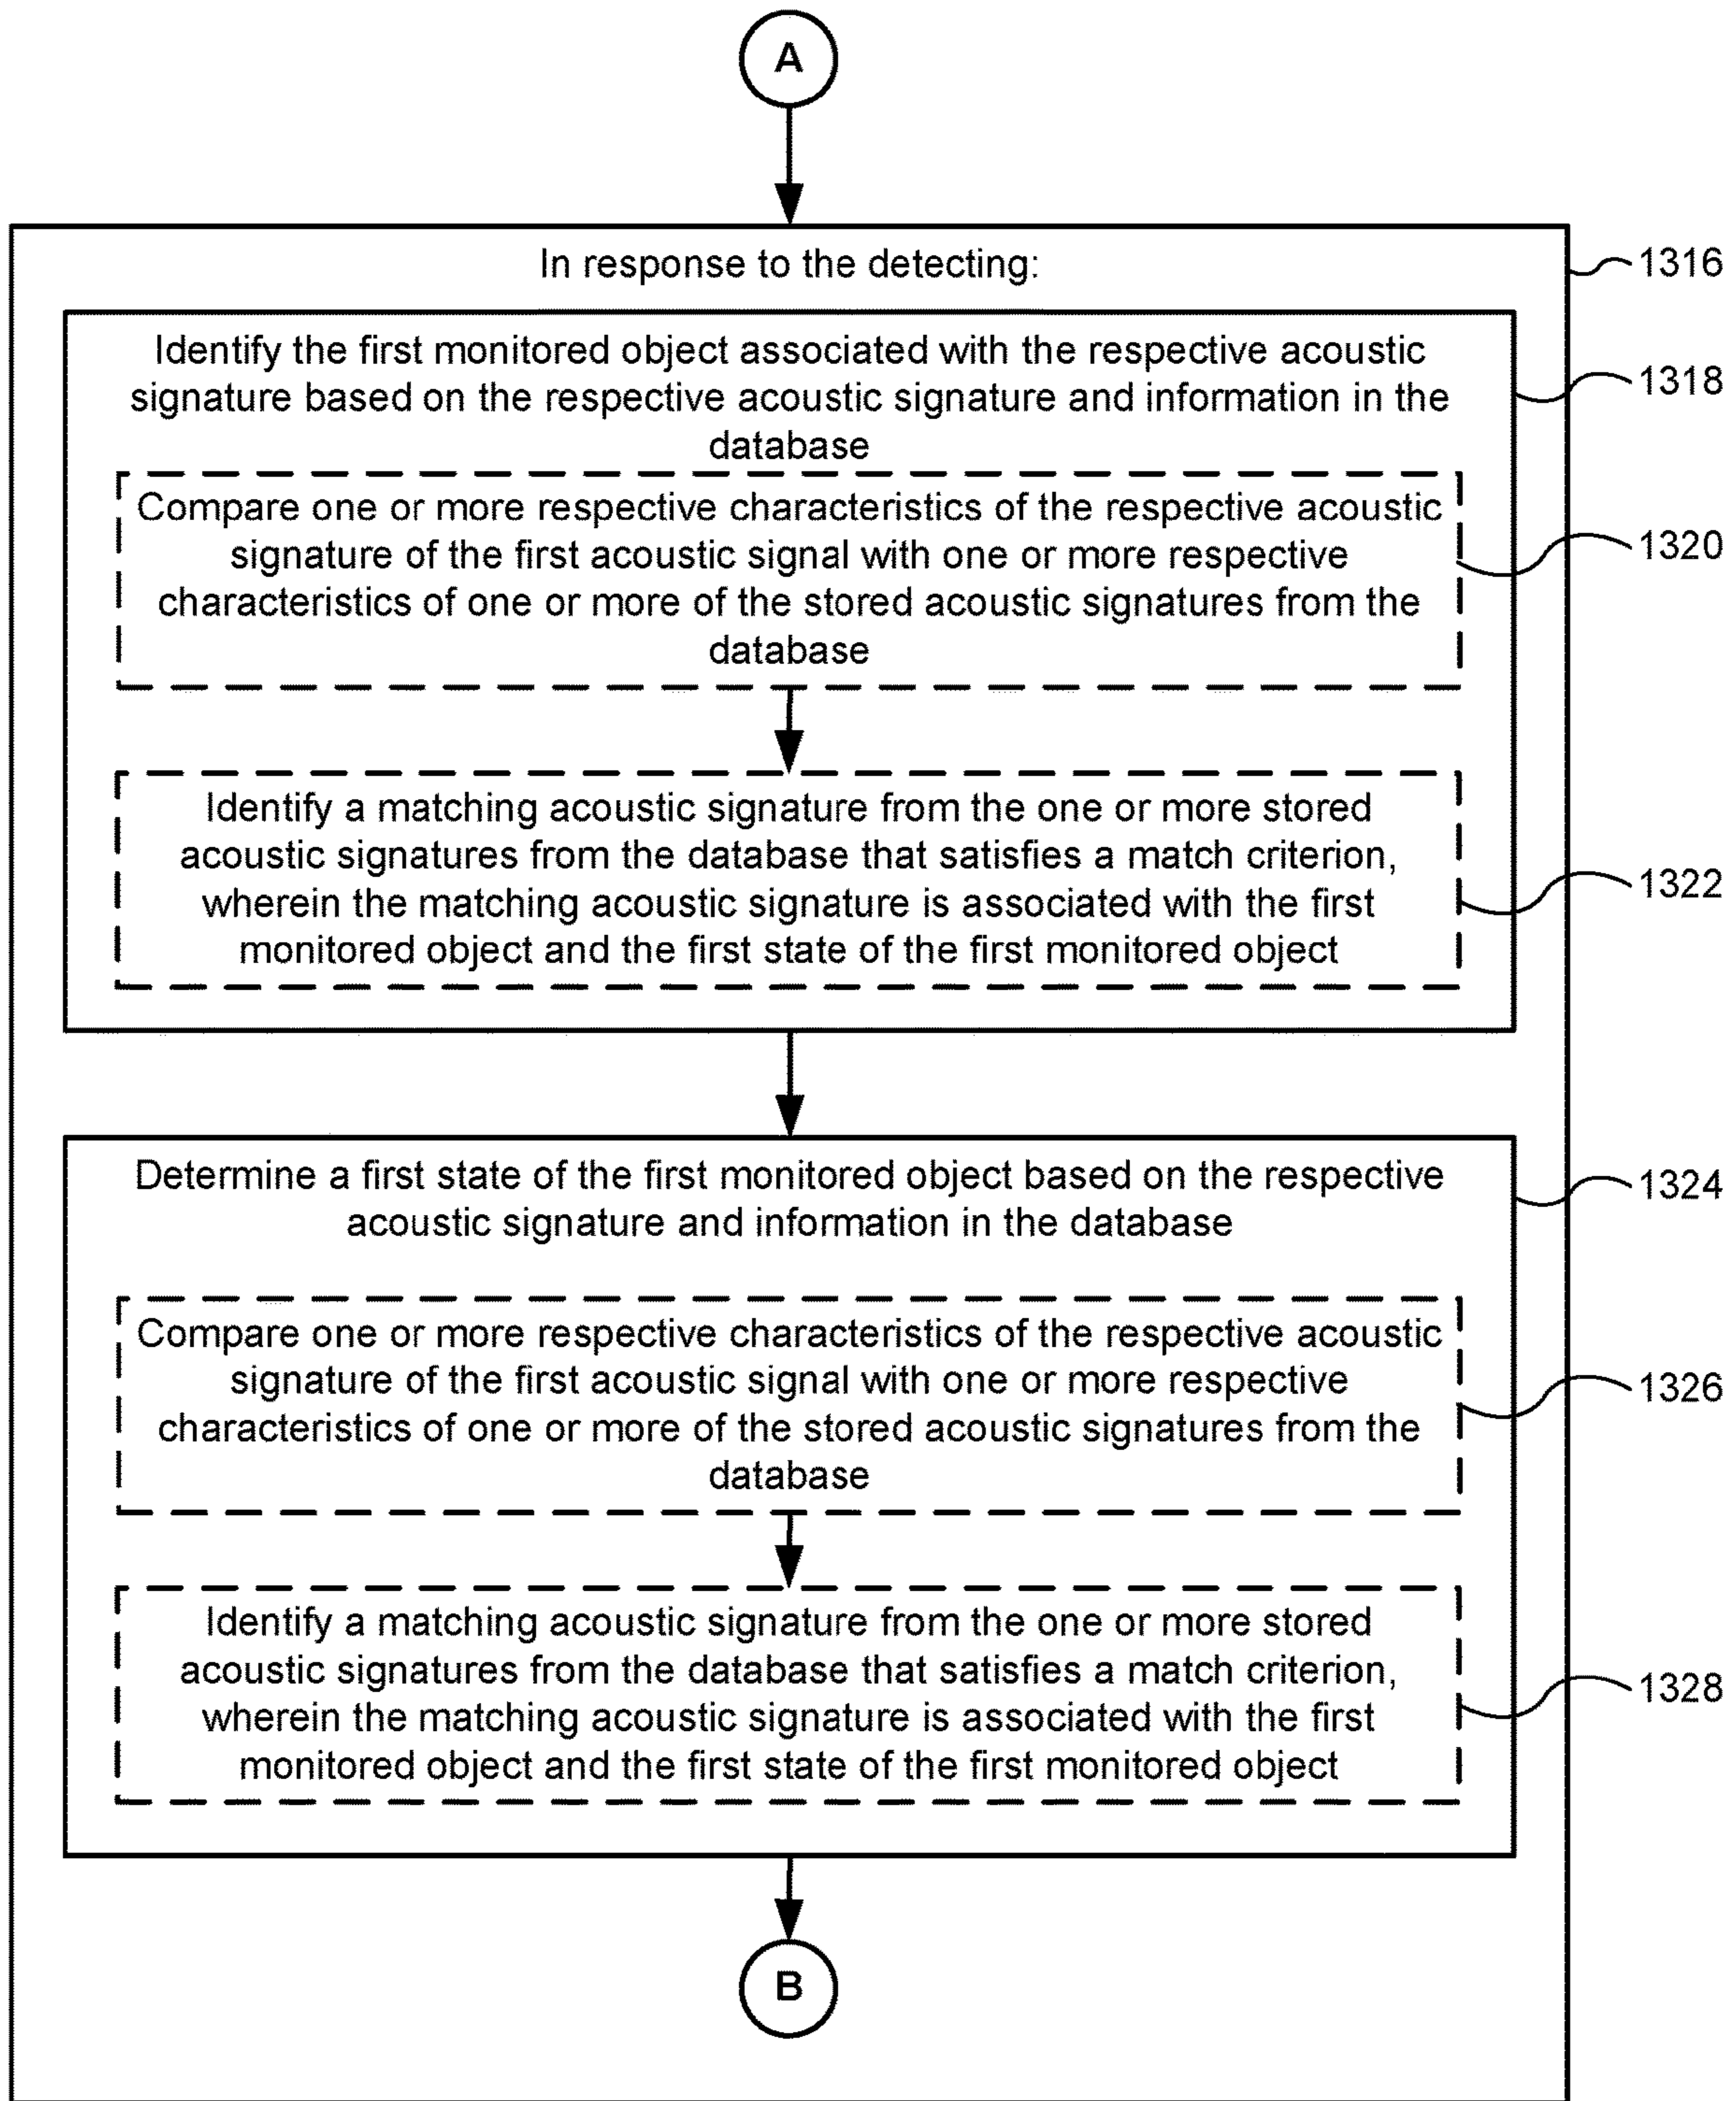 A
In response to the detecting:
1316
Identify the first monitored object associated with the respective acoustic
signature based on the respective acoustic signature and information in the
database
1318
Compare one or more respective characteristics of the respective acoustic
signature of the first acoustic signal with one or more respective
characteristics of one or more of the stored acoustic signatures from the
database
1320
Identify a matching acoustic signature from the one or more stored
acoustic signatures from the database that satisfies a match criterion,
wherein the matching acoustic signature is associated with the first
monitored object and the first state of the first monitored object
1322
Determine a first state of the first monitored object based on the respective
acoustic signature and information in the database
1324
Compare one or more respective characteristics of the respective acoustic
signature of the first acoustic signal with one or more respective
characteristics of one or more of the stored acoustic signatures from the
database
1326
Identify a matching acoustic signature from the one or more stored
acoustic signatures from the database that satisfies a match criterion,
wherein the matching acoustic signature is associated with the first
monitored object and the first state of the first monitored object
1328
B